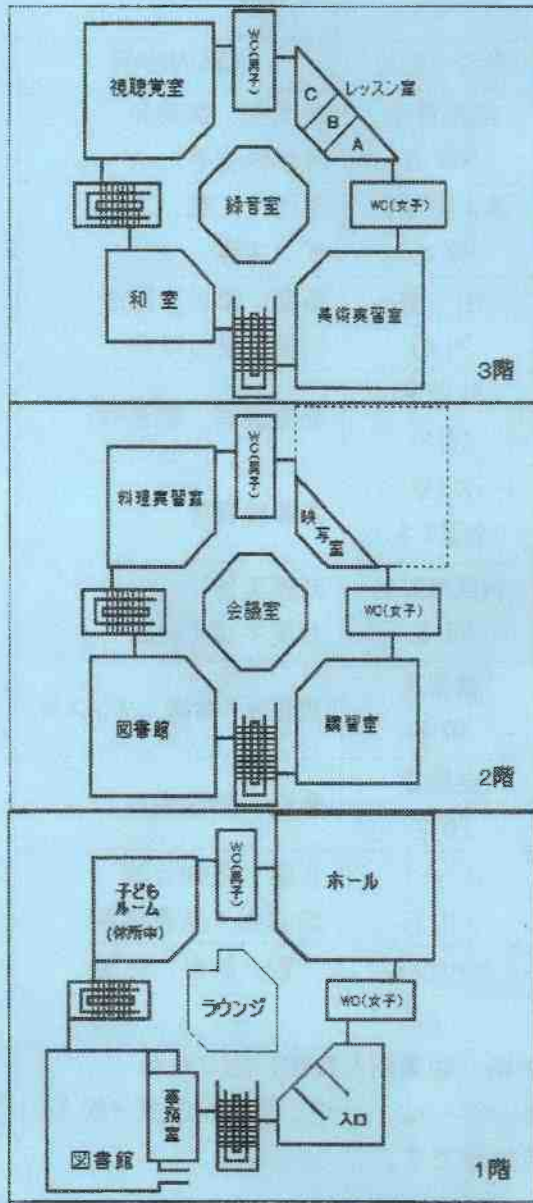 視聴覚室
WC(男子)
レッスン室
C
B
A
録音室
WC(女子)
和室
美術実習室
3階
料理実習室
WC(男子)
映写室
会議室
WC(女子)
図書館
講習室
2階
子ども
ルーム
(休所中)
WC(男子)
ホール
ラウンジ
WC(女子)
事務室
図書館
入口
1階